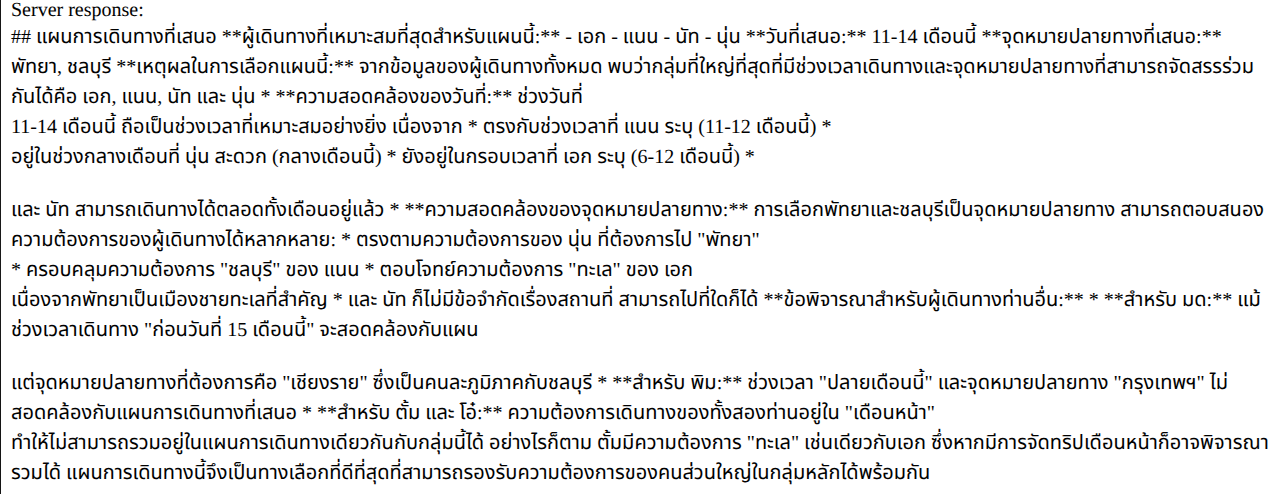 Server response:
## แผนการเดินทางที่เสนอ **ผู้เดินทางที่เหมาะสมที่สุดสำหรับแผนนี้:** - เอก - แนน - นัท - นุ่น **วันที่เสนอ:** 11-14 เดือนนี้ **จุดหมายปลายทางที่เสนอ:**
พัทยา, ชลบุรี **เหตุผลในการเลือกแผนนี้:** จากข้อมูลของผู้เดินทางทั้งหมด พบว่ากลุ่มที่ใหญ่ที่สุดที่มีช่วงเวลาเดินทางและจุดหมายปลายทางที่สามารถจัดสรรร่วม
กันได้คือ เอก, แนน, นัท และ นุ่น * **ความสอดคล้องของวันที่:** ช่วงวันที่
11-14 เดือนนี้ ถือเป็นช่วงเวลาที่เหมาะสมอย่างยิ่ง เนื่องจาก * ตรงกับช่วงเวลาที่ แนน ระบุ (11-12 เดือนนี้) *
อยู่ในช่วงกลางเดือนที่ นุ่น สะดวก (กลางเดือนนี้) * ยังอยู่ในกรอบเวลาที่ เอก ระบุ (6-12 เดือนนี้) *
และ นัท สามารถเดินทางได้ตลอดทั้งเดือนอยู่แล้ว * **ความสอดคล้องของจุดหมายปลายทาง:** การเลือกพัทยาและชลบุรีเป็นจุดหมายปลายทาง สามารถตอบสนอง
ความต้องการของผู้เดินทางได้หลากหลาย: * ตรงตามความต้องการของ นุ่น ที่ต้องการไป "พัทยา"
* ครอบคลุมความต้องการ "ชลบุรี" ของ แนน * ตอบโจทย์ความต้องการ "ทะเล" ของ เอก
เนื่องจากพัทยาเป็นเมืองชายทะเลที่สำคัญ * และ นัท ก็ไม่มีข้อจำกัดเรื่องสถานที่ สามารถไปที่ใดก็ได้ **ข้อพิจารณาสำหรับผู้เดินทางท่านอื่น:** * **สำหรับ มด:** แม้
ช่วงเวลาเดินทาง "ก่อนวันที่ 15 เดือนนี้" จะสอดคล้องกับแผน
แต่จุดหมายปลายทางที่ต้องการคือ "เชียงราย" ซึ่งเป็นคนละภูมิภาคกับชลบุรี * **สำหรับ พิม:** ช่วงเวลา "ปลายเดือนนี้" และจุดหมายปลายทาง "กรุงเทพฯ" ไม่
สอดคล้องกับแผนการเดินทางที่เสนอ * **สำหรับ ตั้ม และ โอ๋:** ความต้องการเดินทางของทั้งสองท่านอยู่ใน "เดือนหน้า"
ทำให้ไม่สามารถรวมอยู่ในแผนการเดินทางเดียวกันกับกลุ่มนี้ได้ อย่างไรก็ตาม ตั้มมีความต้องการ "ทะเล" เช่นเดียวกับเอก ซึ่งหากมีการจัดทริปเดือนหน้าก็อาจพิจารณา
รวมได้ แผนการเดินทางนี้จึงเป็นทางเลือกที่ดีที่สุดที่สามารถรองรับความต้องการของคนส่วนใหญ่ในกลุ่มหลักได้พร้อมกัน